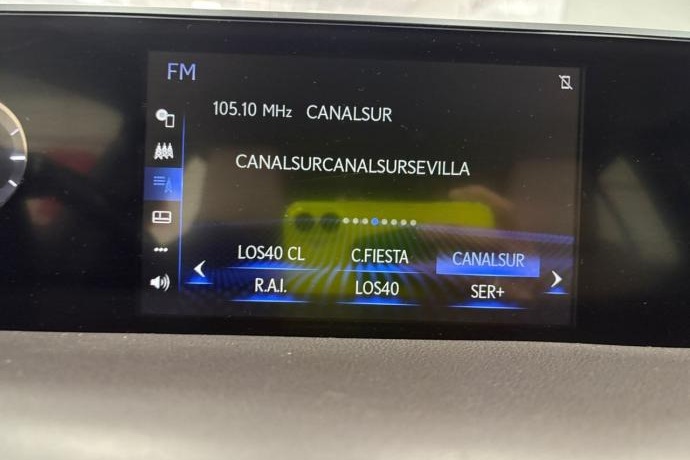 FM
105.10 MHz CANALSUR
CANALSURCANALSURSEVILLA
LOS40 CL C.FIESTA CANALSUR
R.A.I. LOS40 SER+